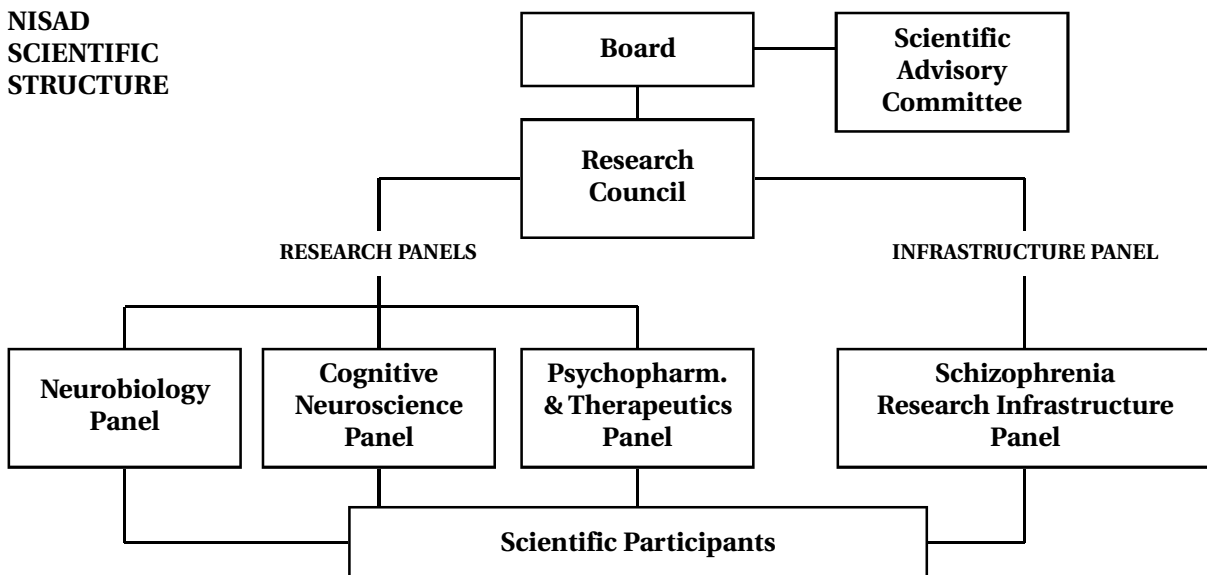 NISAD
SCIENTIFIC
STRUCTURE
Board
Scientific
Advisory
Committee
Research
Council
RESEARCH PANELS
INFRASTRUCTURE PANEL
Neurobiology
Panel
Cognitive
Neuroscience
Panel
Psychopharm.
& Therapeutics
Panel
Schizophrenia
Research Infrastructure
Panel
Scientific Participants